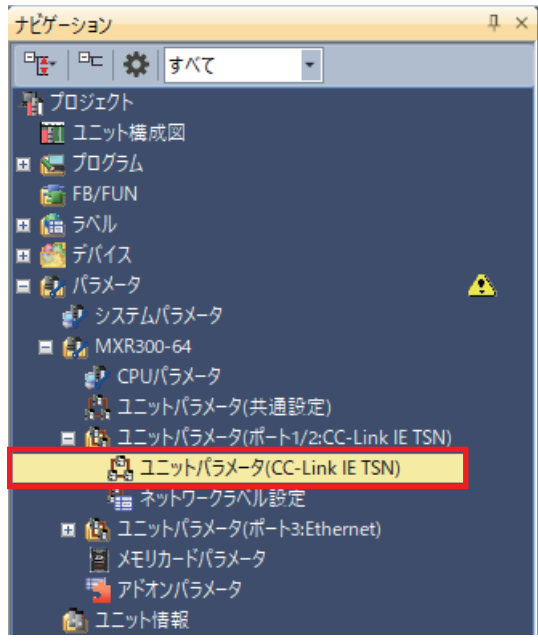 ナビゲーション
すべて
プロジェクト
ユニット構成図
プログラム
FB/FUN
ラベル
デバイス
パラメータ
システムパラメータ
MXR300-64
CPUパラメータ
ユニットパラメータ(共通設定)
ユニットパラメータ(ポート1/2:CC-Link IE TSN)
ユニットパラメータ(CC-Link IE TSN)
ネットワークラベル設定
ユニットパラメータ(ポート3:Ethernet)
メモリカードパラメータ
アドオンパラメータ
ユニット情報